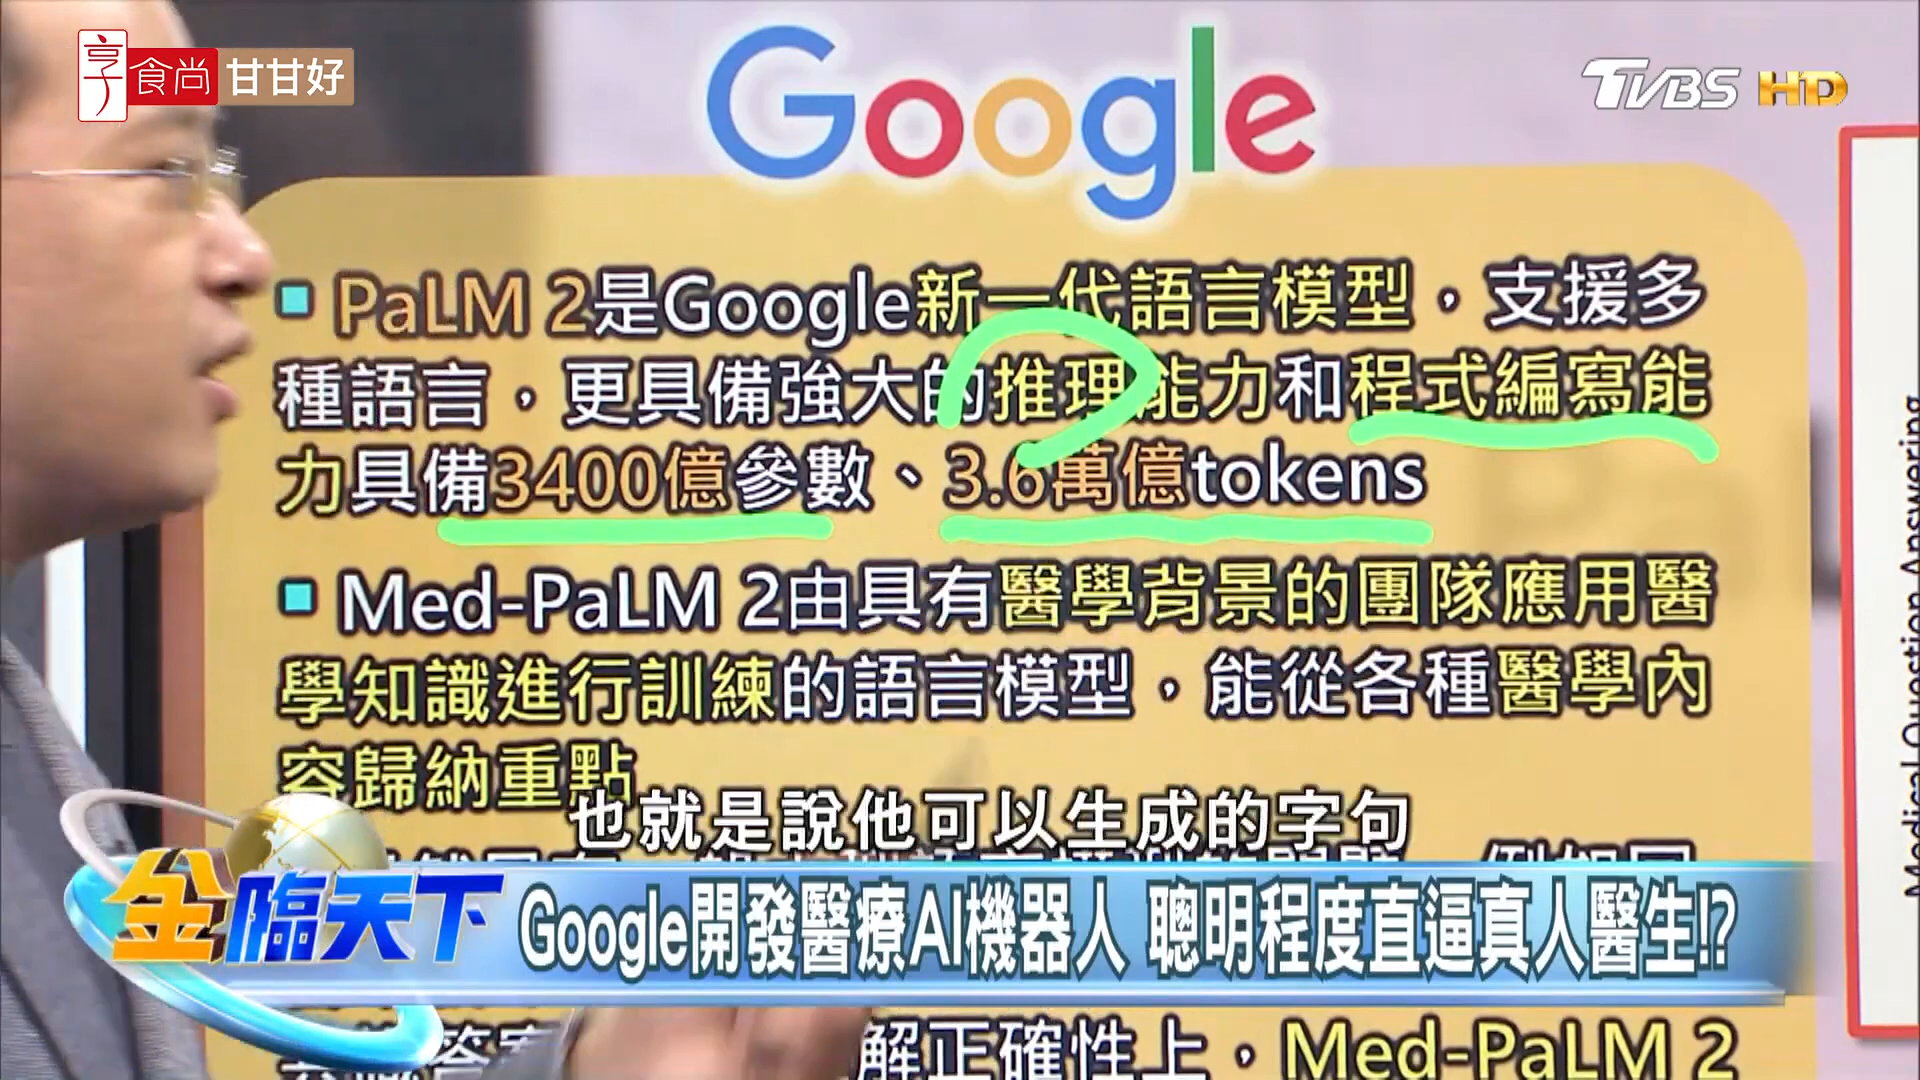 享
食尚
甘甘好
TVBS HD
Google
PaLM 2是Google新一代語言模型，支援多
種語言，更具備強大的推理能力和程式編寫能
力具備3400億參數、3.6萬億tokens
Med-PaLM 2由具有醫學背景的團隊應用醫
學知識進行訓練的語言模型，能從各種醫學內
容歸納重點
也就是說他可以生成的字句
金臨天下
Google開發醫療AI機器人 聰明程度直逼真人醫生!?
解正確性上，Med-PaLM 2
Medical Question Answering